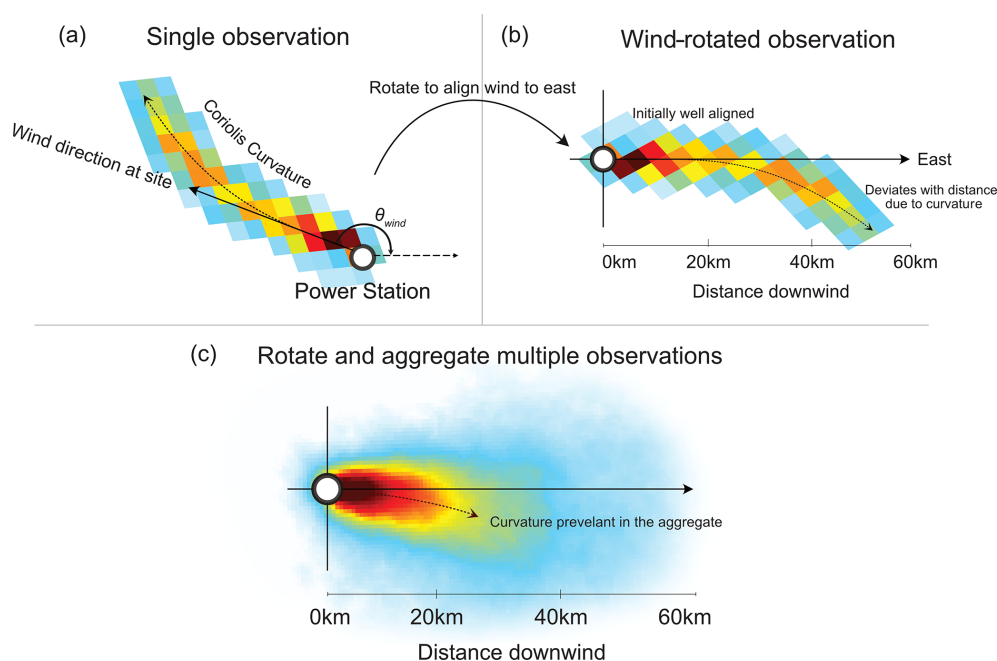 (a)
Single observation
Wind direction at site
Coriolis Curvature
θwind
Power Station
Rotate to align wind to east
(b)
Wind-rotated observation
Initially well aligned
East
Deviates with distance
due to curvature
0km
20km
40km
60km
Distance downwind
(c)
Rotate and aggregate multiple observations
Curvature prevelant in the aggregate
0km
20km
40km
60km
Distance downwind